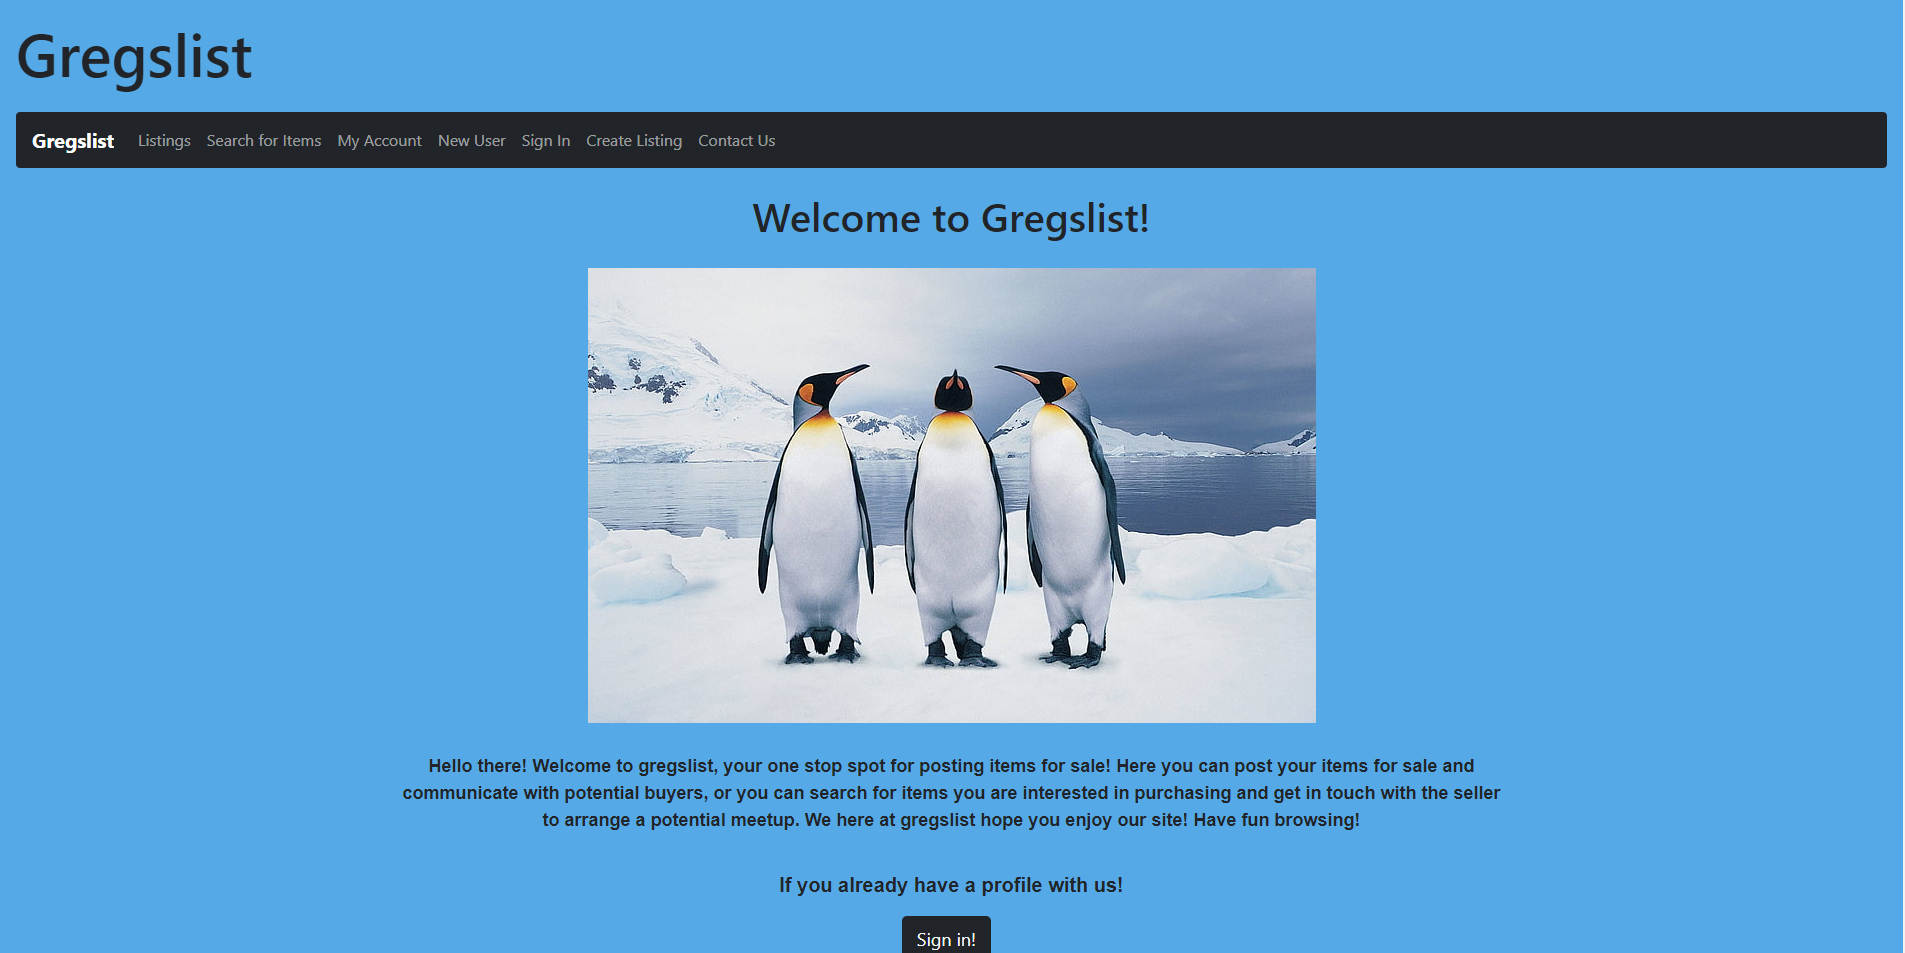 Gregslist
Gregslist Listings Search for Items My Account New User Sign In Create Listing Contact Us
Welcome to Gregslist!
Hello there! Welcome to gregslist, your one stop spot for posting items for sale! Here you can post your items for sale and
communicate with potential buyers, or you can search for items you are interested in purchasing and get in touch with the seller
to arrange a potential meetup. We here at gregslist hope you enjoy our site! Have fun browsing!
If you already have a profile with us!
Sign in!